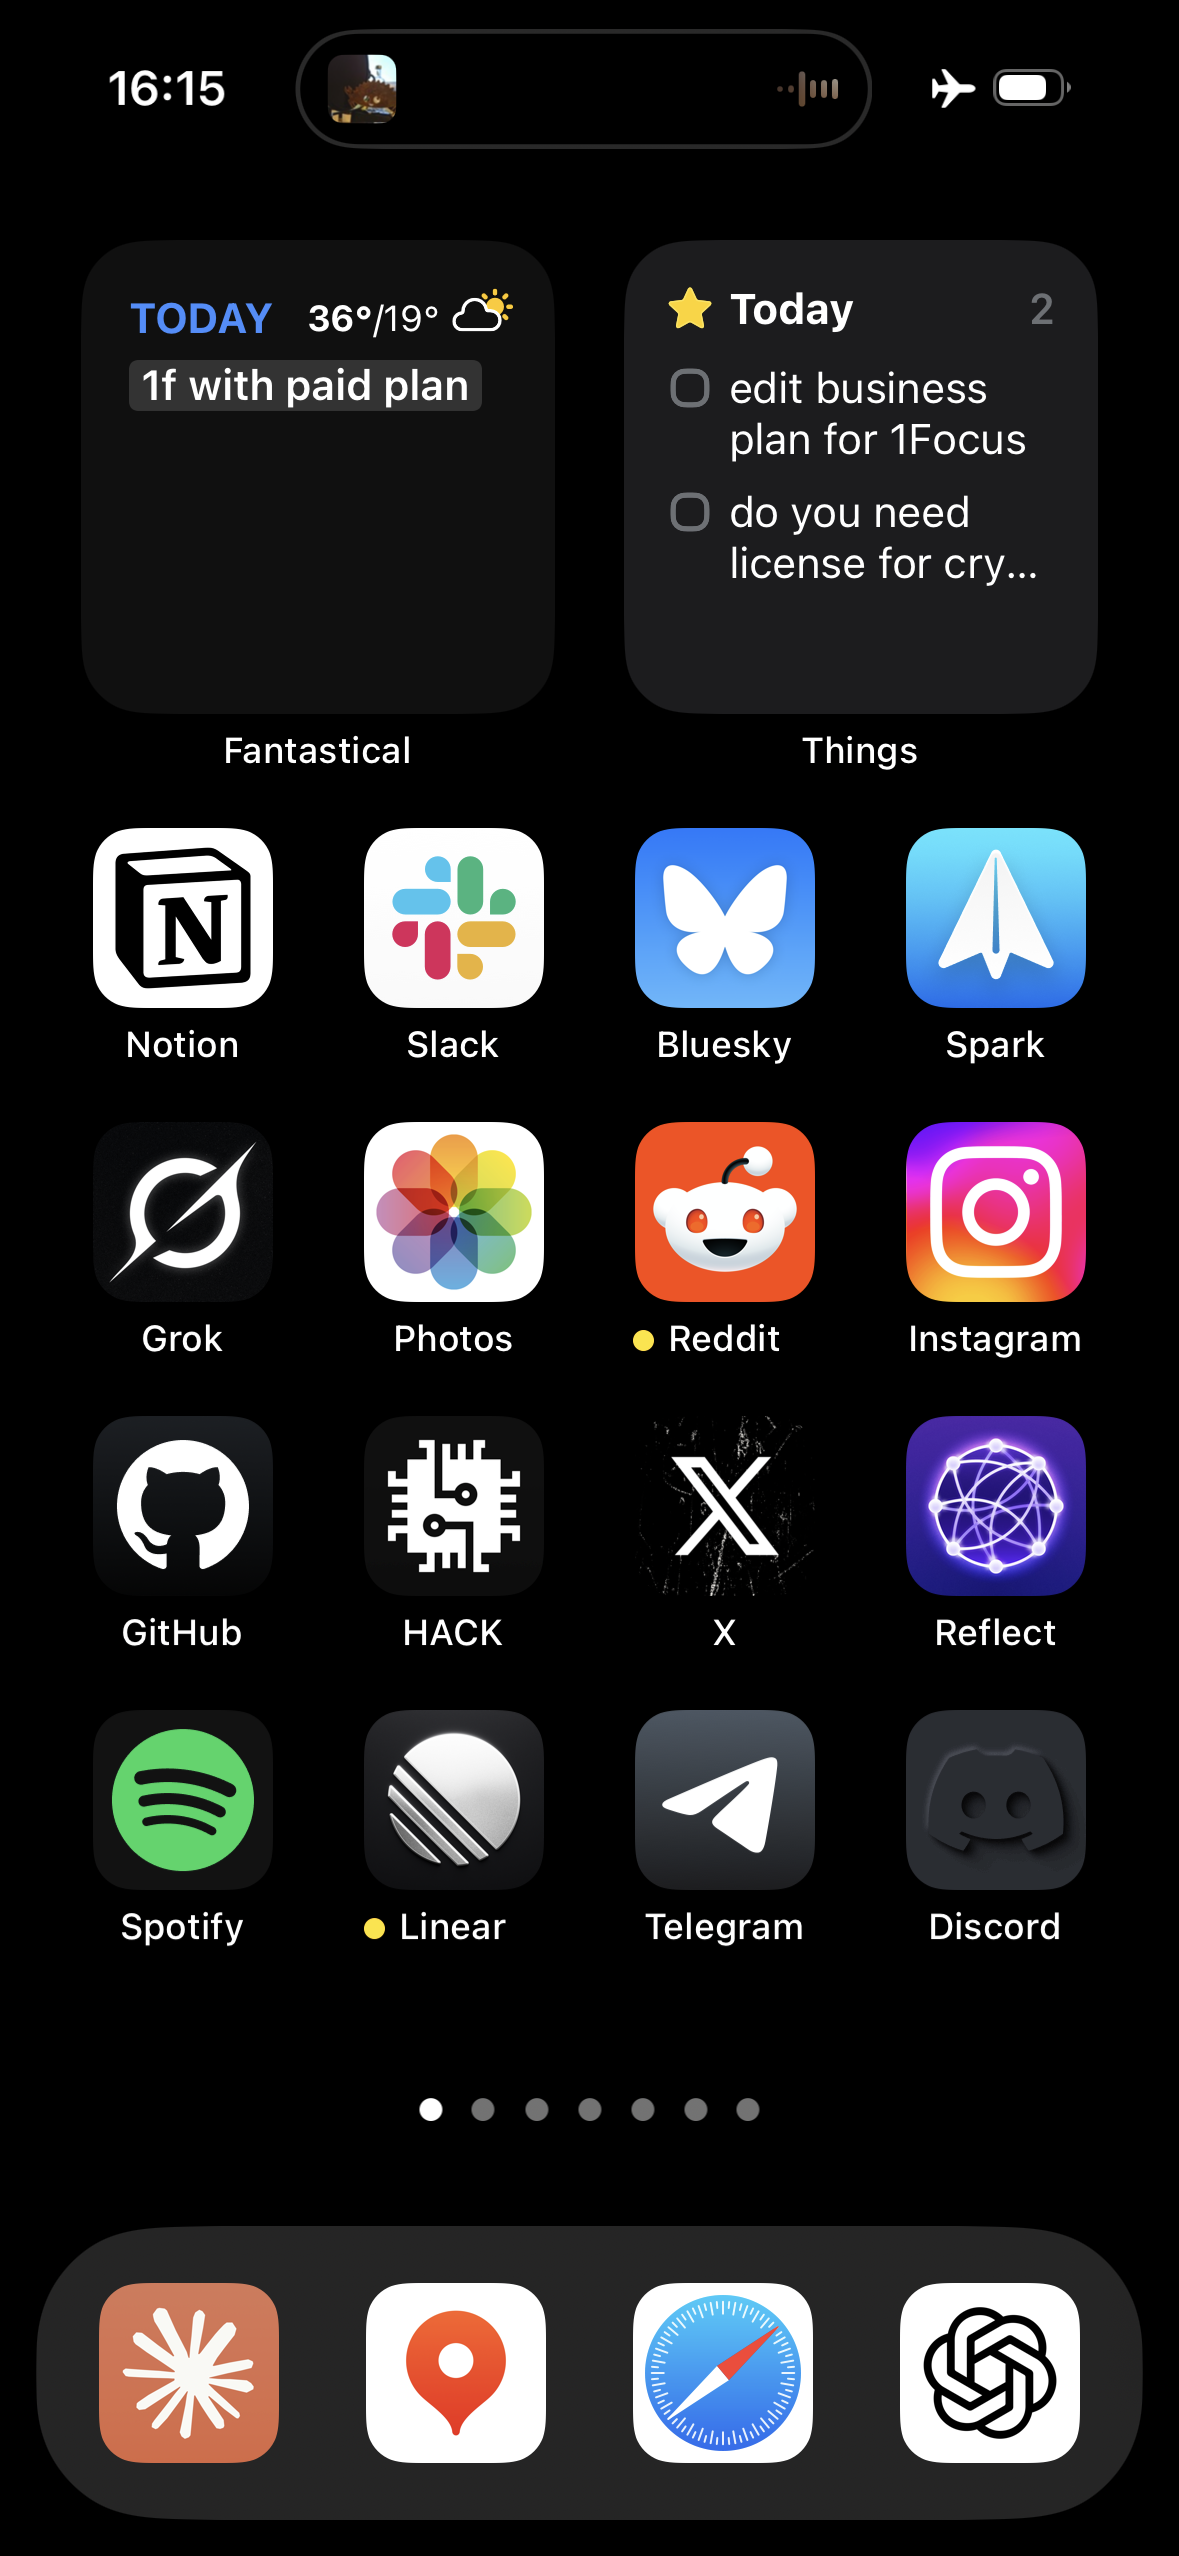 16:15
TODAY 36°/19°
1f with paid plan
Today 2
edit business
plan for 1Focus
do you need
license for cry...
Fantastical
Things
Notion
Slack
Bluesky
Spark
Grok
Photos
Reddit
Instagram
GitHub
HACK
X
Reflect
Spotify
Linear
Telegram
Discord